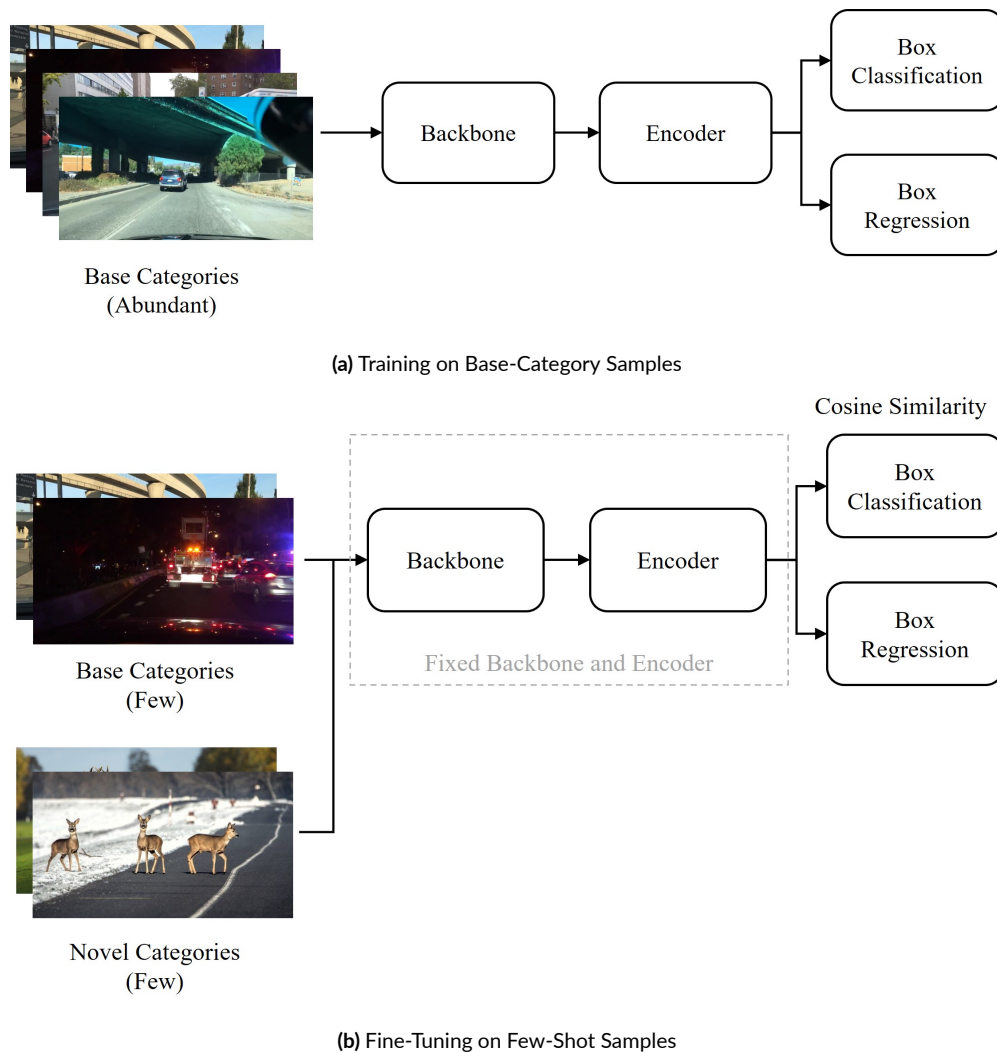 Box
Classification
Backbone
Encoder
Box
Regression
Base Categories
(Abundant)
(a) Training on Base-Category Samples
Cosine Similarity
Box
Classification
Backbone
Encoder
Fixed Backbone and Encoder
Box
Regression
Base Categories
(Few)
Novel Categories
(Few)
(b) Fine-Tuning on Few-Shot Samples